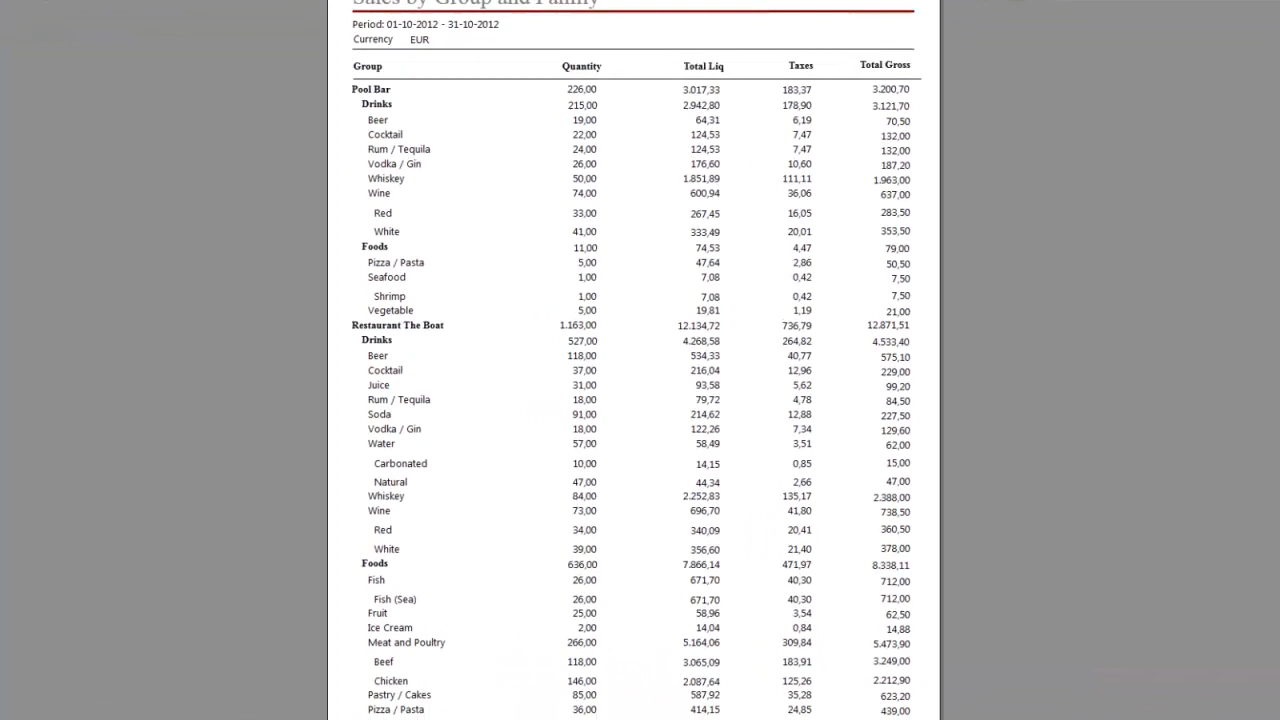 Sales by Group and Family
Period: 01-10-2012 - 31-10-2012
Currency EUR
Group Quantity Total Liq Taxes Total Gross
Pool Bar 226,00 3.017,33 183,37 3.200,70
Drinks 215,00 2.942,80 178,90 3.121,70
Beer 19,00 64,31 6,19 70,50
Cocktail 22,00 124,53 7,47 132,00
Rum / Tequila 24,00 124,53 7,47 132,00
Vodka / Gin 26,00 176,60 10,60 187,20
Whiskey 50,00 1.851,89 111,11 1.963,00
Wine 74,00 600,94 36,06 637,00
Red 33,00 267,45 16,05 283,50
White 41,00 333,49 20,01 353,50
Foods 11,00 74,53 4,47 79,00
Pizza / Pasta 5,00 47,64 2,86 50,50
Seafood 1,00 7,08 0,42 7,50
Shrimp 1,00 7,08 0,42 7,50
Vegetable 5,00 19,81 1,19 21,00
Restaurant The Boat 1.163,00 12.134,72 736,79 12.871,51
Drinks 527,00 4.268,58 264,82 4.533,40
Beer 118,00 534,33 40,77 575,10
Cocktail 37,00 216,04 12,96 229,00
Juice 31,00 93,58 5,62 99,20
Rum / Tequila 18,00 79,72 4,78 84,50
Soda 91,00 214,62 12,88 227,50
Vodka / Gin 18,00 122,26 7,34 129,60
Water 57,00 58,49 3,51 62,00
Carbonated 10,00 14,15 0,85 15,00
Natural 47,00 44,34 2,66 47,00
Whiskey 84,00 2.252,83 135,17 2.388,00
Wine 73,00 696,70 41,80 738,50
Red 34,00 340,09 20,41 360,50
White 39,00 356,60 21,40 378,00
Foods 636,00 7.866,14 471,97 8.338,11
Fish 26,00 671,70 40,30 712,00
Fish (Sea) 26,00 671,70 40,30 712,00
Fruit 25,00 58,96 3,54 62,50
Ice Cream 2,00 14,04 0,84 14,88
Meat and Poultry 266,00 5.164,06 309,84 5.473,90
Beef 118,00 3.065,09 183,91 3.249,00
Chicken 146,00 2.087,64 125,26 2.212,90
Pastry / Cakes 85,00 587,92 35,28 623,20
Pizza / Pasta 36,00 414,15 24,85 439,00